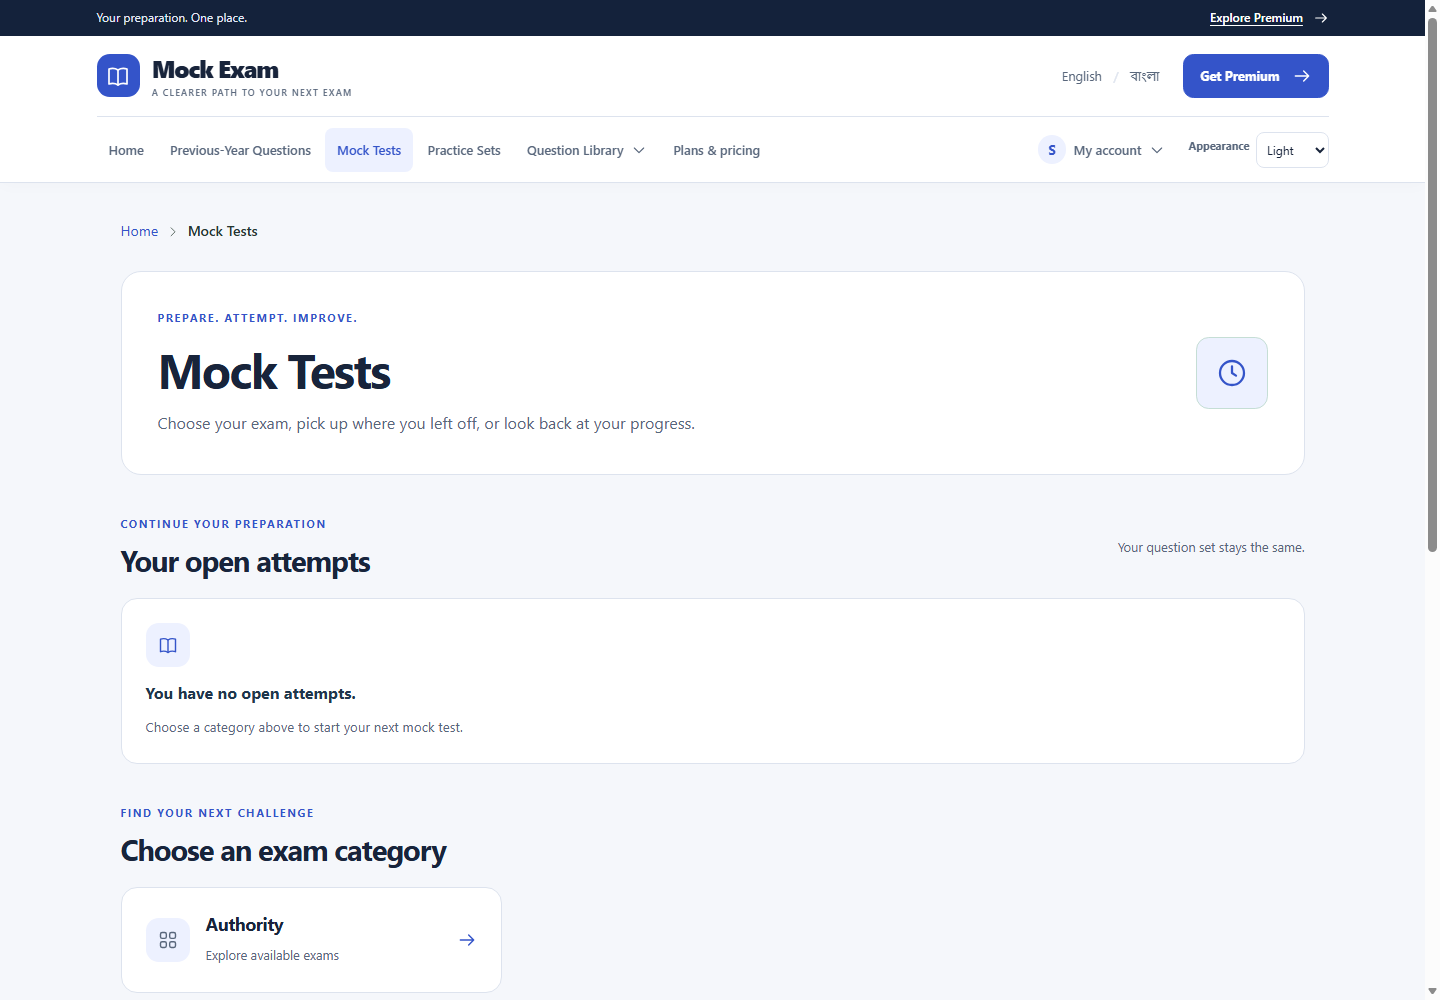 Your preparation. One place.
Explore Premium
Mock Exam
A CLEARER PATH TO YOUR NEXT EXAM
English / বাংলা
Get Premium
Home
Previous-Year Questions
Mock Tests
Practice Sets
Question Library
Plans & pricing
S
My account
Appearance
Light
Home
Mock Tests
PREPARE. ATTEMPT. IMPROVE.
Mock Tests
Choose your exam, pick up where you left off, or look back at your progress.
CONTINUE YOUR PREPARATION
Your open attempts
Your question set stays the same.
You have no open attempts.
Choose a category above to start your next mock test.
FIND YOUR NEXT CHALLENGE
Choose an exam category
Authority
Explore available exams